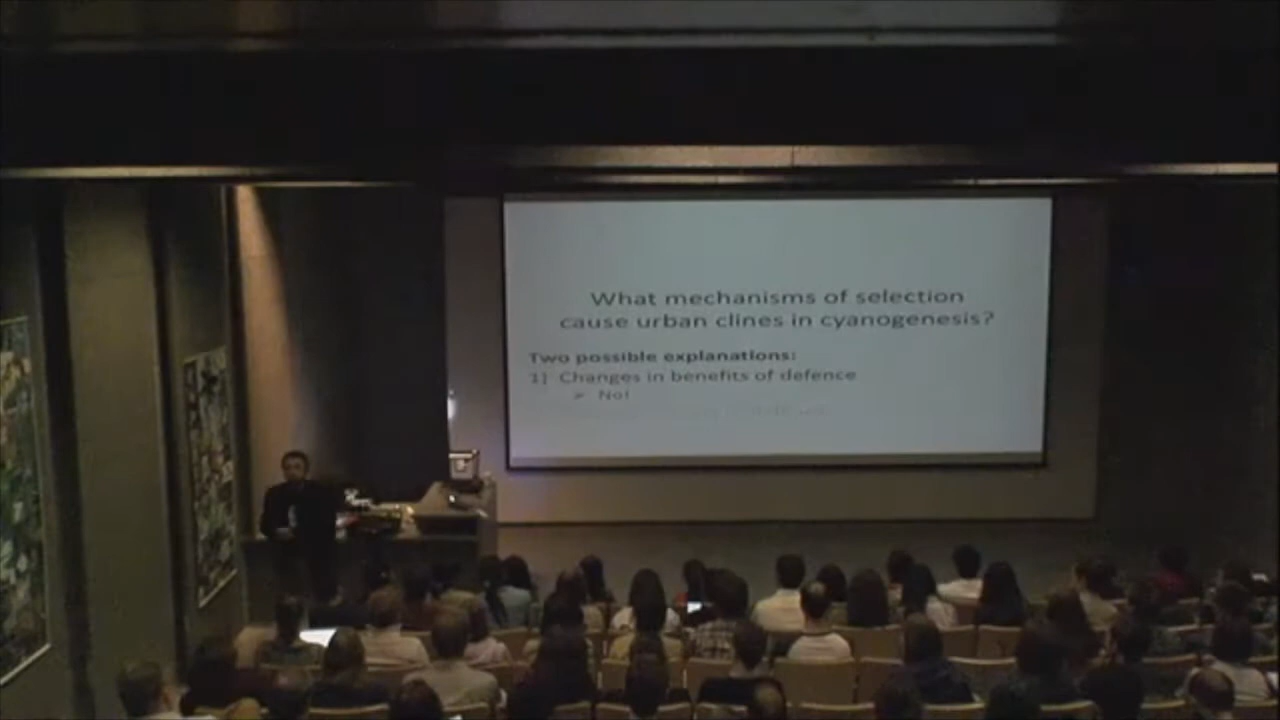 What mechanisms of selection
cause urban clines in cyanogenesis?
Two possible explanations:
1) Changes in benefits of defence
➢ No!